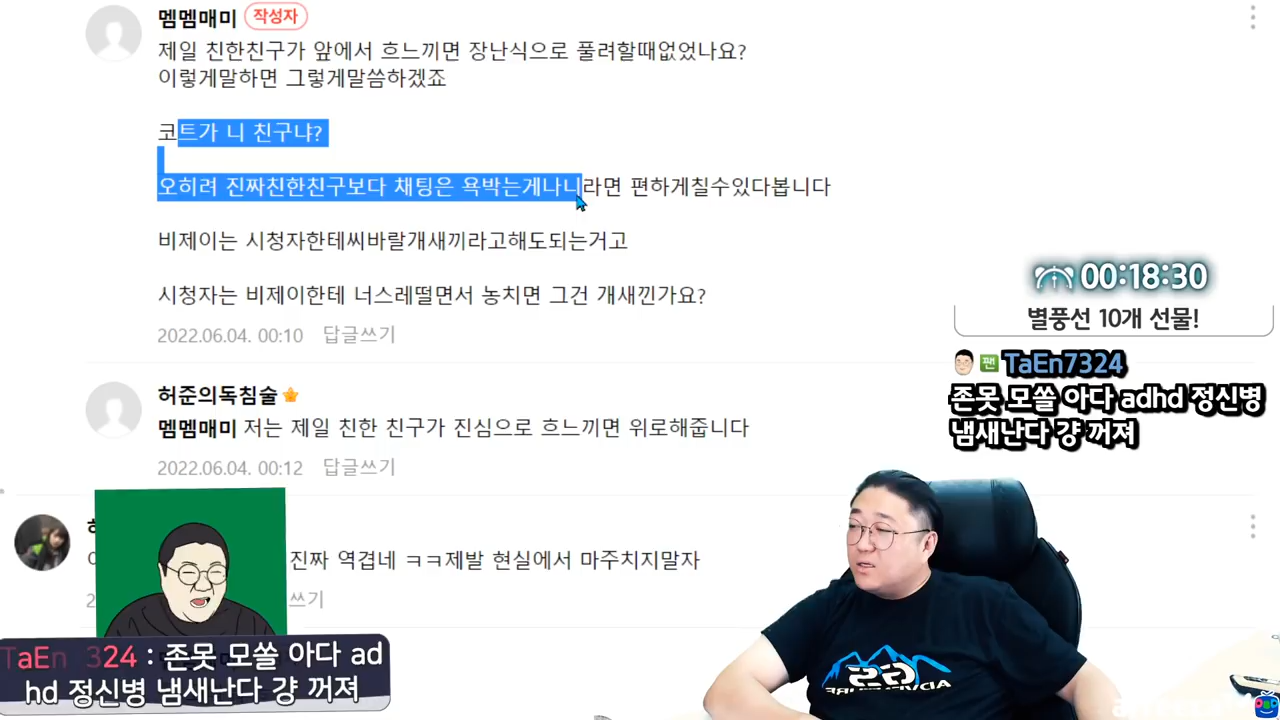 멤멤매미 작성자
제일 친한친구가 앞에서 흐느끼면 장난식으로 풀려할때없었나요?
이렇게말하면 그렇게말씀하겠죠
코트가 니 친구냐?
오히려 진짜친한친구보다 채팅은 욕박는게나니라면 편하게칠수있다봅니다
비제이는 시청자한테씨바랄개새끼라고해도되는거고
시청자는 비제이한테 너스레떨면서 농치면 그건 개새낀가요?
2022.06.04. 00:10 답글쓰기
허준의독침술
멤멤매미 저는 제일 친한 친구가 진심으로 흐느끼면 위로해줍니다
2022.06.04. 00:12 답글쓰기
진짜 역겹네 ㅋㅋ제발 현실에서 마주치지말자
쓰기
00:18:30
별풍선 10개 선물!
팬 TaEn7324
존못 모쏠 아다 adhd 정신병
냄새난다 걍 꺼져
TaEn 324 : 존못 모쏠 아다 ad
hd 정신병 냄새난다 걍 꺼져